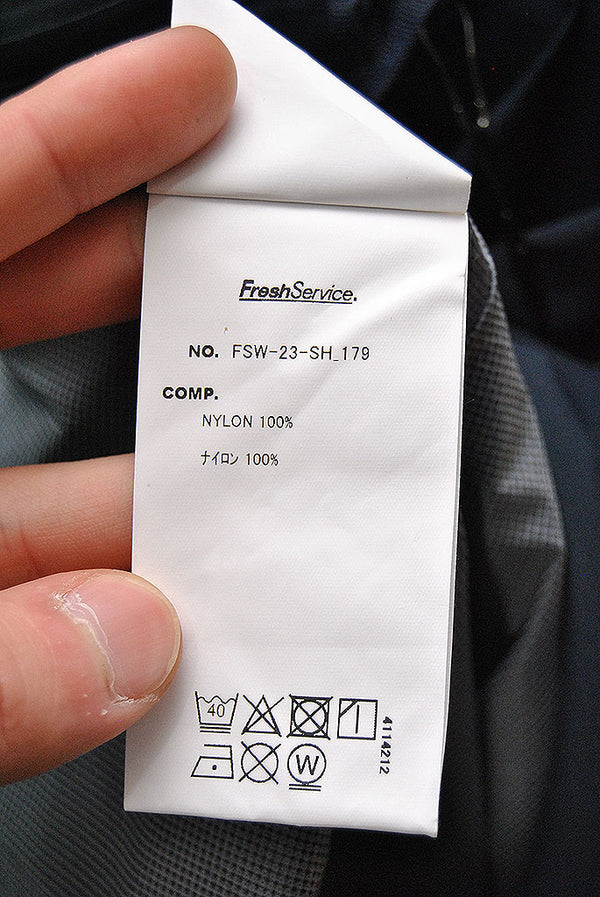 FreshService.
NO. FSW-23-SH_179
COMP.
NYLON 100%
ナイロン 100%
40
W
4114212